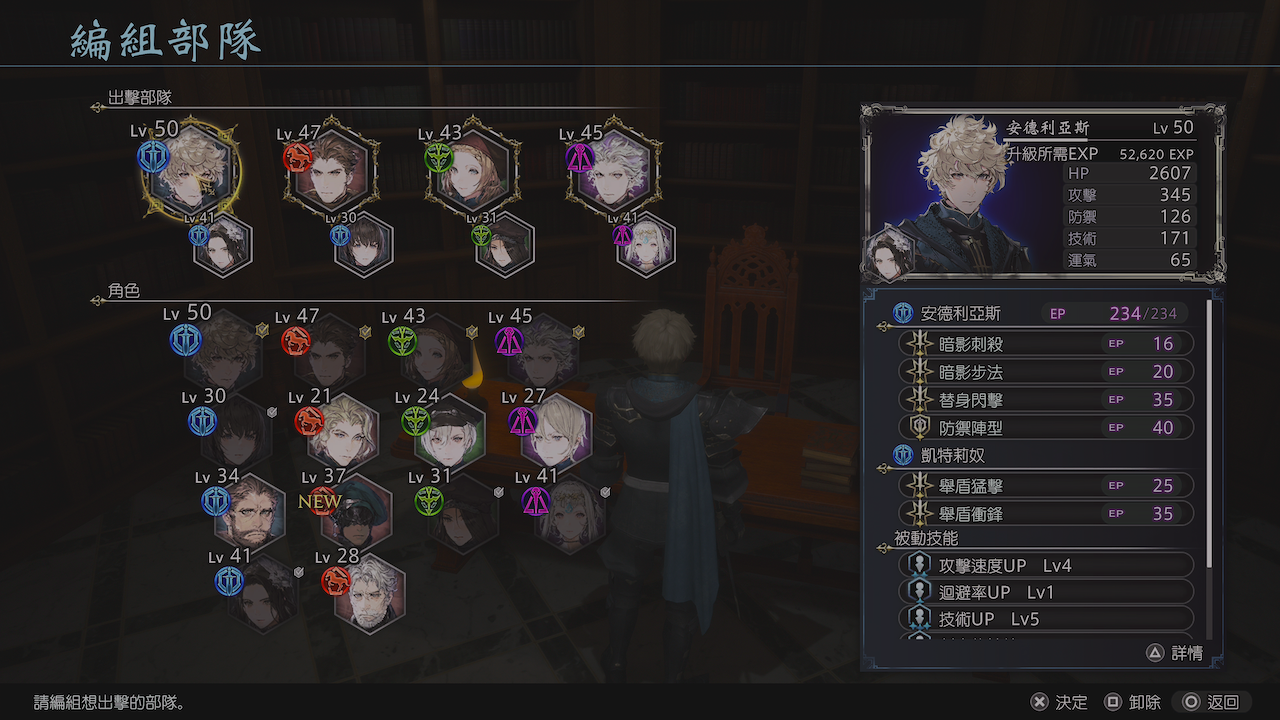 編組部隊
出擊部隊
Lv 50
Lv 47
Lv 43
Lv 45
Lv 41
Lv 30
Lv 31
Lv 41
角色
Lv 50
Lv 47
Lv 43
Lv 45
Lv 30
Lv 21
Lv 24
Lv 27
Lv 34
Lv 37
NEW
Lv 31
Lv 41
Lv 41
Lv 28
安德利亞斯 Lv 50
升級所需EXP 52,620 EXP
HP 2607
攻擊 345
防禦 126
技術 171
運氣 65
安德利亞斯 EP 234/234
暗影刺殺 EP 16
暗影步法 EP 20
替身閃擊 EP 35
防禦陣型 EP 40
凱特莉奴
舉盾猛擊 EP 25
舉盾衝鋒 EP 35
被動技能
攻擊速度UP Lv4
迴避率UP Lv1
技術UP Lv5
詳情
請編組想出擊的部隊。
決定 卸除 返回